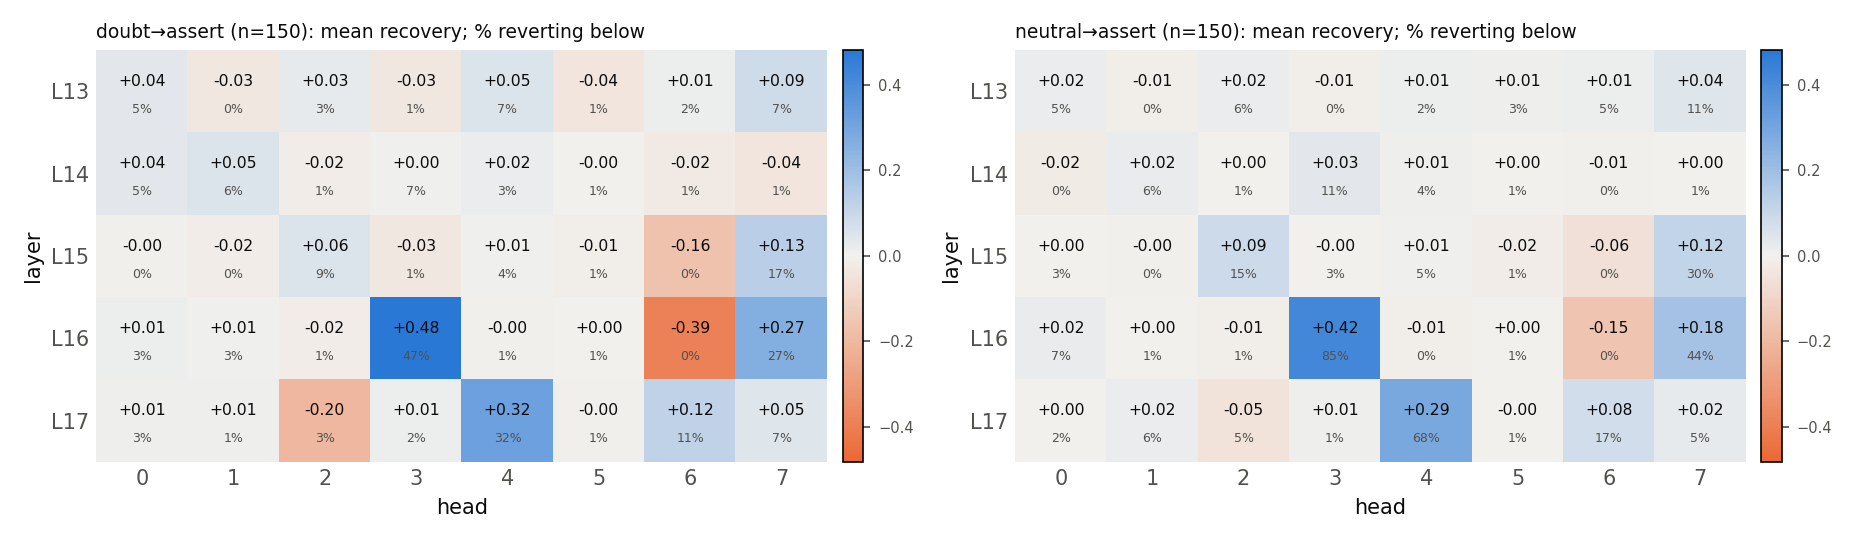 doubt→assert (n=150): mean recovery; % reverting below
L13 +0.04 -0.03 +0.03 -0.03 +0.05 -0.04 +0.01 +0.09
5% 0% 3% 1% 7% 1% 2% 7%
L14 +0.04 +0.05 -0.02 +0.00 +0.02 -0.00 -0.02 -0.04
5% 6% 1% 7% 3% 1% 1% 1%
L15 -0.00 -0.02 +0.06 -0.03 +0.01 -0.01 -0.16 +0.13
0% 0% 9% 1% 4% 1% 0% 17%
L16 +0.01 +0.01 -0.02 +0.48 -0.00 +0.00 -0.39 +0.27
3% 3% 1% 47% 1% 1% 0% 27%
L17 +0.01 +0.01 -0.20 +0.01 +0.32 -0.00 +0.12 +0.05
3% 1% 3% 2% 32% 1% 11% 7%
0 1 2 3 4 5 6 7
head
layer
0.4
0.2
0.0
−0.2
−0.4
neutral→assert (n=150): mean recovery; % reverting below
L13 +0.02 -0.01 +0.02 -0.01 +0.01 +0.01 +0.01 +0.04
5% 0% 6% 0% 2% 3% 5% 11%
L14 -0.02 +0.02 +0.00 +0.03 +0.01 +0.00 -0.01 +0.00
0% 6% 1% 11% 4% 1% 0% 1%
L15 +0.00 -0.00 +0.09 -0.00 +0.01 -0.02 -0.06 +0.12
3% 0% 15% 3% 5% 1% 0% 30%
L16 +0.02 +0.00 -0.01 +0.42 -0.01 +0.00 -0.15 +0.18
7% 1% 1% 85% 0% 1% 0% 44%
L17 +0.00 +0.02 -0.05 +0.01 +0.29 -0.00 +0.08 +0.02
2% 6% 5% 1% 68% 1% 17% 5%
0 1 2 3 4 5 6 7
head
layer
0.4
0.2
0.0
−0.2
−0.4